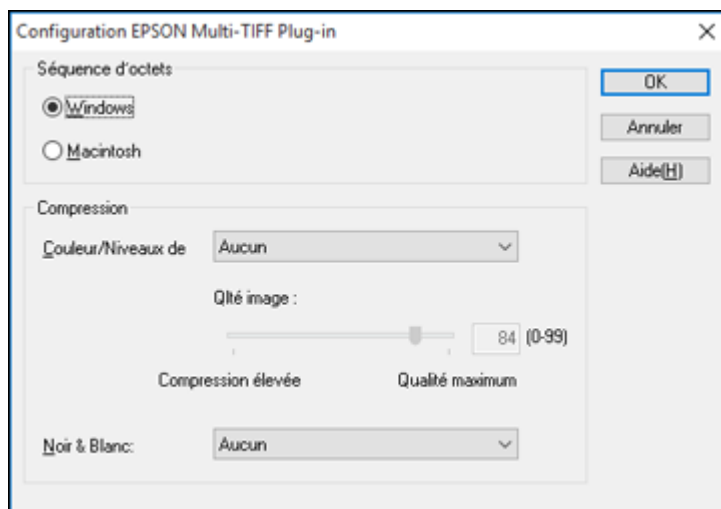 Configuration EPSON Multi-TIFF Plug-in
Séquence d'octets
Windows
Macintosh
OK
Annuler
Aide(H)
Compression
Couleur/Niveaux de
Aucun
Qlté image :
84 (0-99)
Compression élevée
Qualité maximum
Noir & Blanc:
Aucun